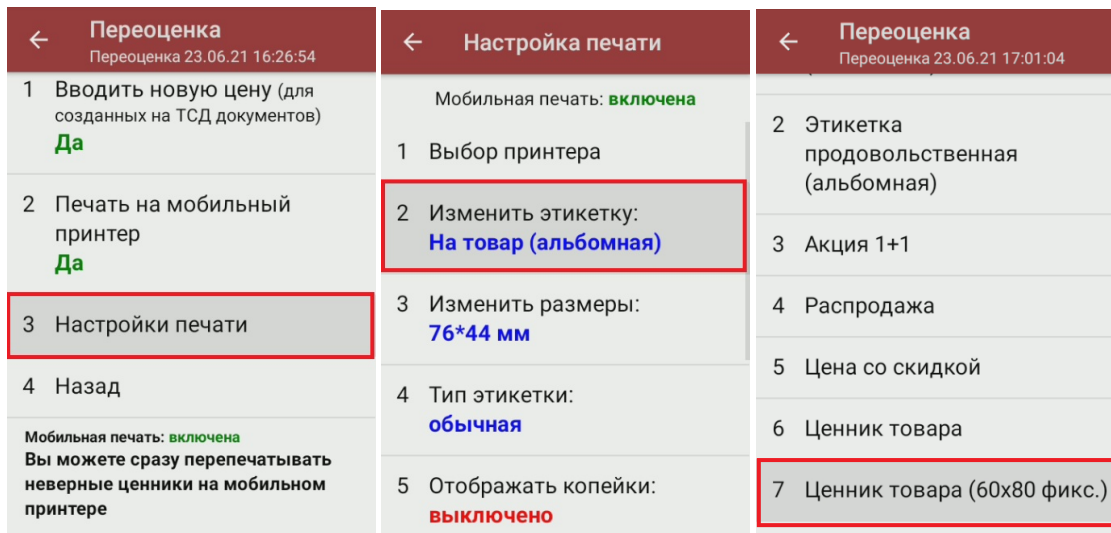 Переоценка
Переоценка 23.06.21 16:26:54
1 Вводить новую цену (для
созданных на ТСД документов)
Да
2 Печать на мобильный
принтер
Да
3 Настройки печати
4 Назад
Мобильная печать: включена
Вы можете сразу перепечатывать
неверные ценники на мобильном
принтере
Настройка печати
Мобильная печать: включена
1 Выбор принтера
2 Изменить этикетку:
На товар (альбомная)
3 Изменить размеры:
76*44 мм
4 Тип этикетки:
обычная
5 Отображать копейки:
выключено
Переоценка
Переоценка 23.06.21 17:01:04
2 Этикетка
продовольственная
(альбомная)
3 Акция 1+1
4 Распродажа
5 Цена со скидкой
6 Ценник товара
7 Ценник товара (60x80 фикс.)